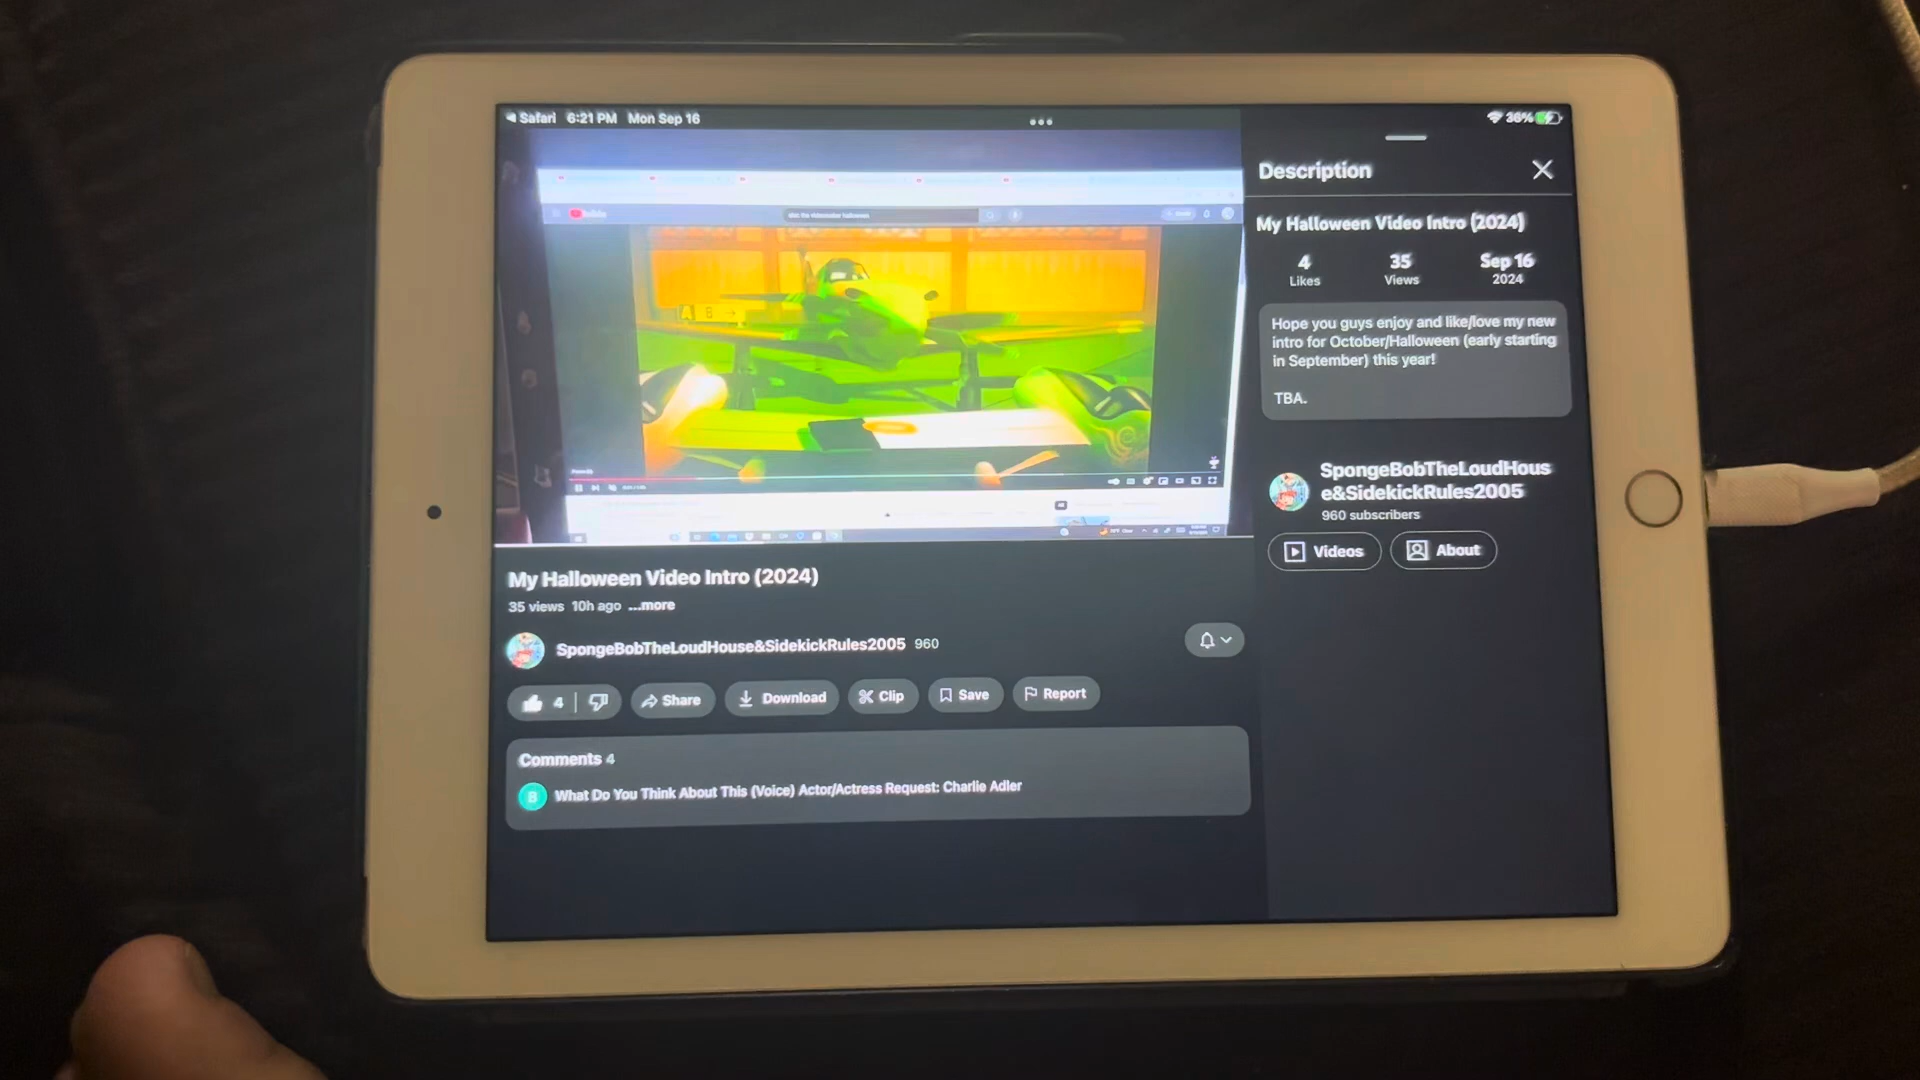 Safari 6:21 PM Mon Sep 16
36%
Description
My Halloween Video Intro (2024)
4 35 Sep 16
Likes Views 2024
Hope you guys enjoy and like/love my new
intro for October/Halloween (early starting
in September) this year!
TBA.
SpongeBobTheLoudHous
e&SidekickRules2005
960 subscribers
Videos About
A 8 →
My Halloween Video Intro (2024)
35 views 10h ago ...more
SpongeBobTheLoudHouse&SidekickRules2005 960
4 Share Download Clip Save Report
Comments 4
B What Do You Think About This (Voice) Actor/Actress Request: Charlie Adler